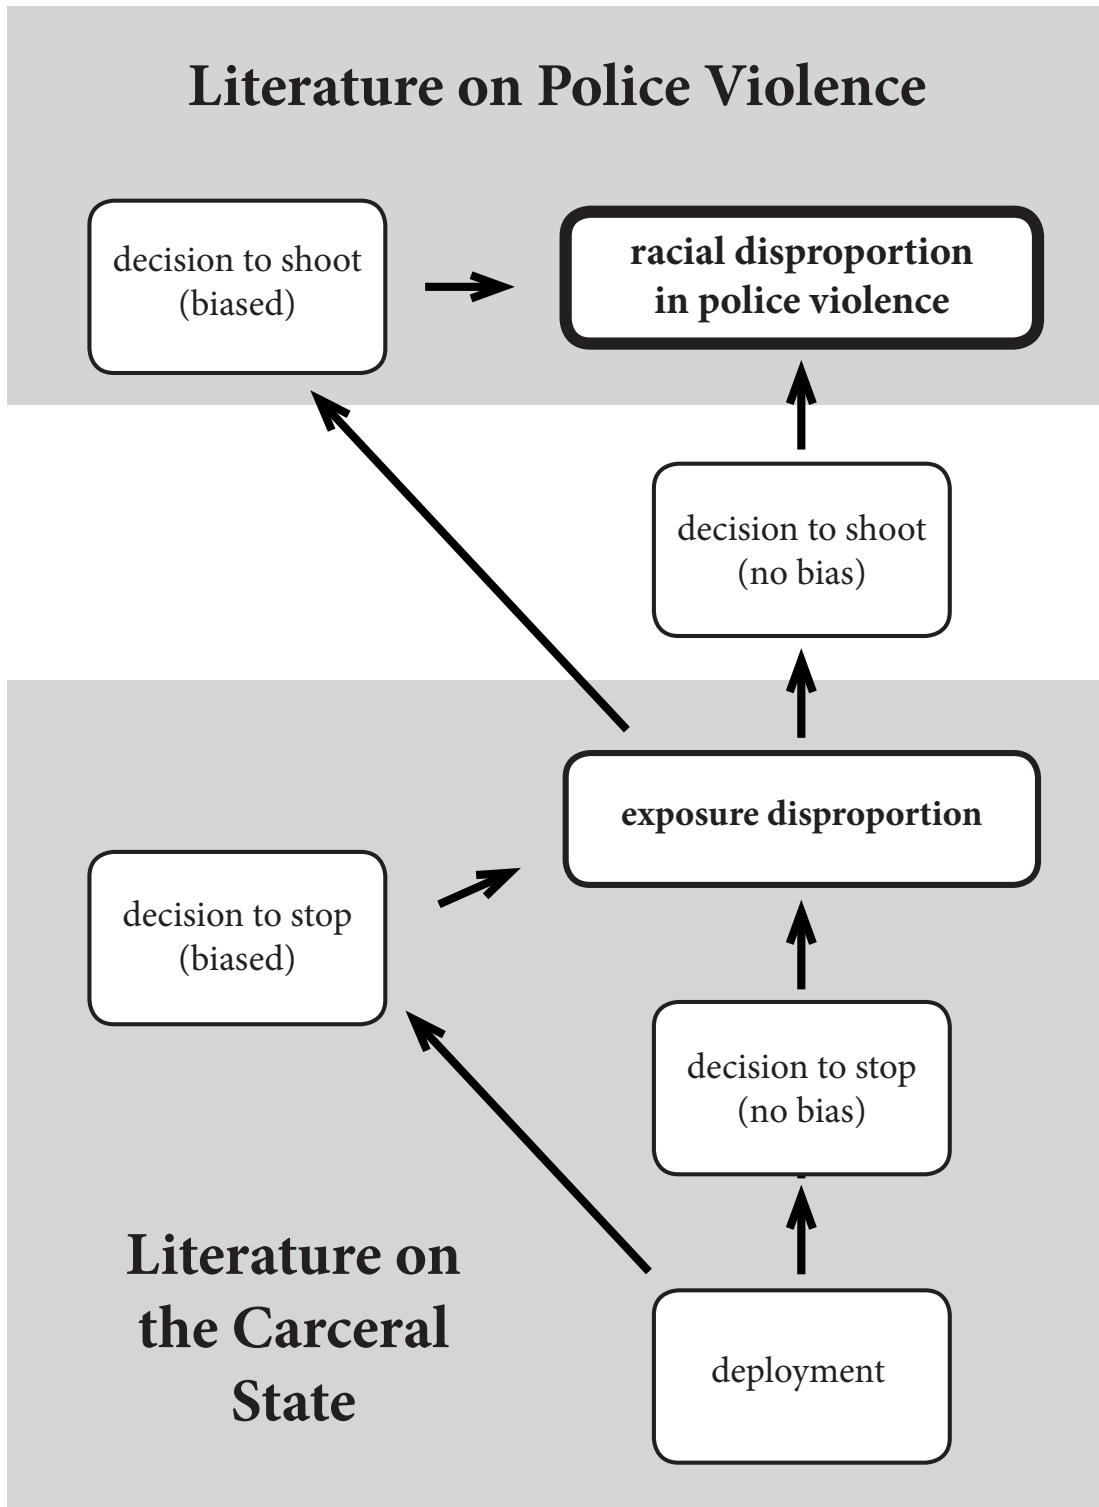 Literature on Police Violence
decision to shoot
(biased)
racial disproportion
in police violence
decision to shoot
(no bias)
exposure disproportion
decision to stop
(biased)
decision to stop
(no bias)
Literature on
the Carceral
State
deployment